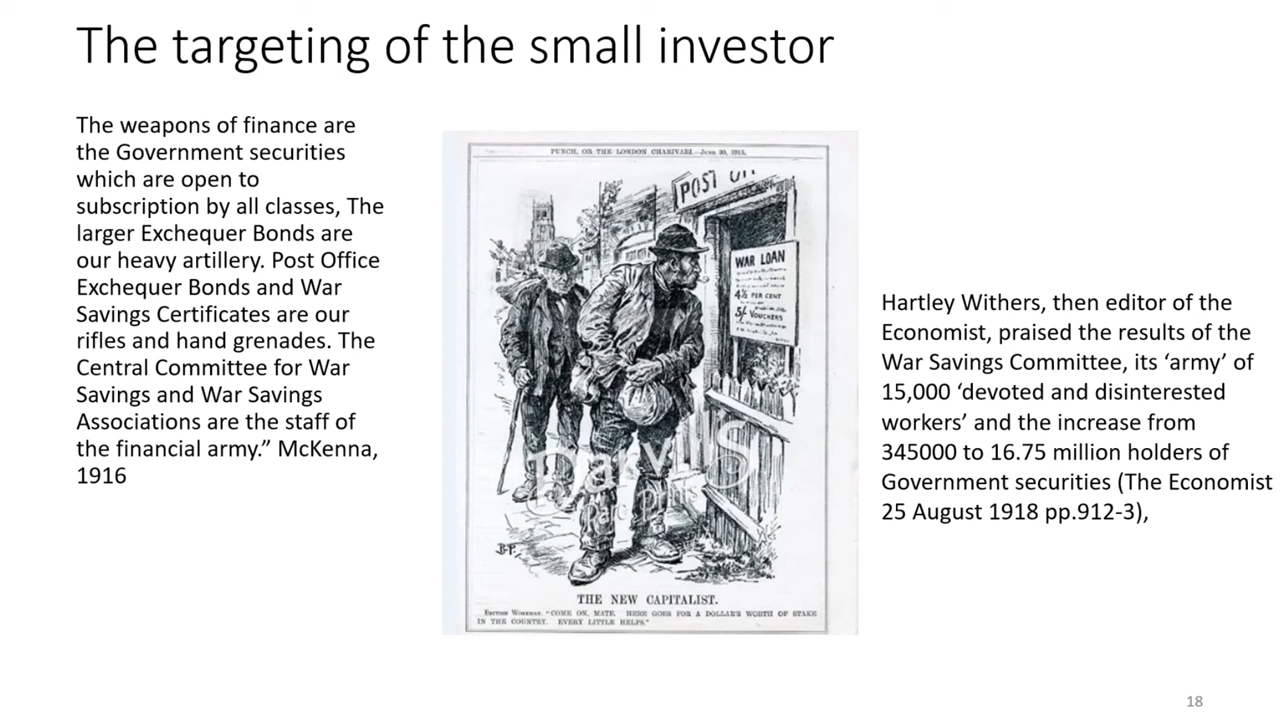 The targeting of the small investor
The weapons of finance are
the Government securities
which are open to
subscription by all classes, The
larger Exchequer Bonds are
our heavy artillery. Post Office
Exchequer Bonds and War
Savings Certificates are our
rifles and hand grenades. The
Central Committee for War
Savings and War Savings
Associations are the staff of
the financial army.” McKenna,
1916
PUNCH, OR THE LONDON CHARIVARI.—June 30, 1915.
POST
WAR LOAN
4½ PER CENT
5/- VOUCHERS
B.P.
THE NEW CAPITALIST.
British Workman. "COME ON, MATE. HERE GOES FOR A DOLLAR'S WORTH OF STAKE
IN THE COUNTRY. EVERY LITTLE HELPS."
Hartley Withers, then editor of the
Economist, praised the results of the
War Savings Committee, its ‘army’ of
15,000 ‘devoted and disinterested
workers’ and the increase from
345000 to 16.75 million holders of
Government securities (The Economist
25 August 1918 pp.912-3),
18